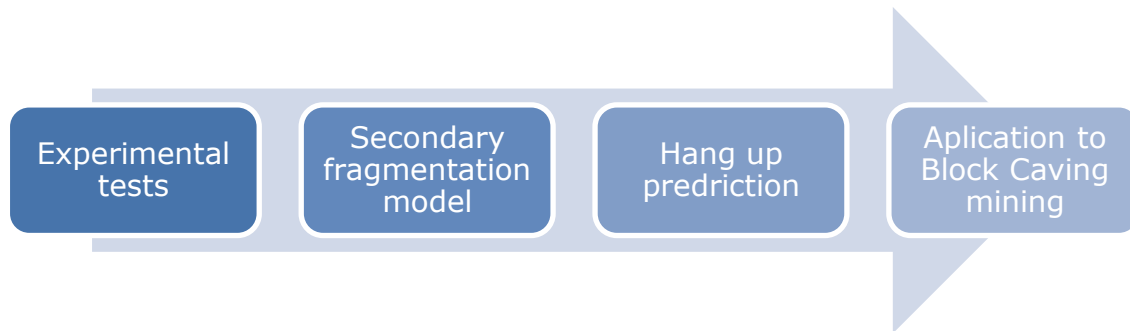 Experimental
tests
Secondary
fragmentation
model
Hang up
predriction
Aplication to
Block Caving
mining